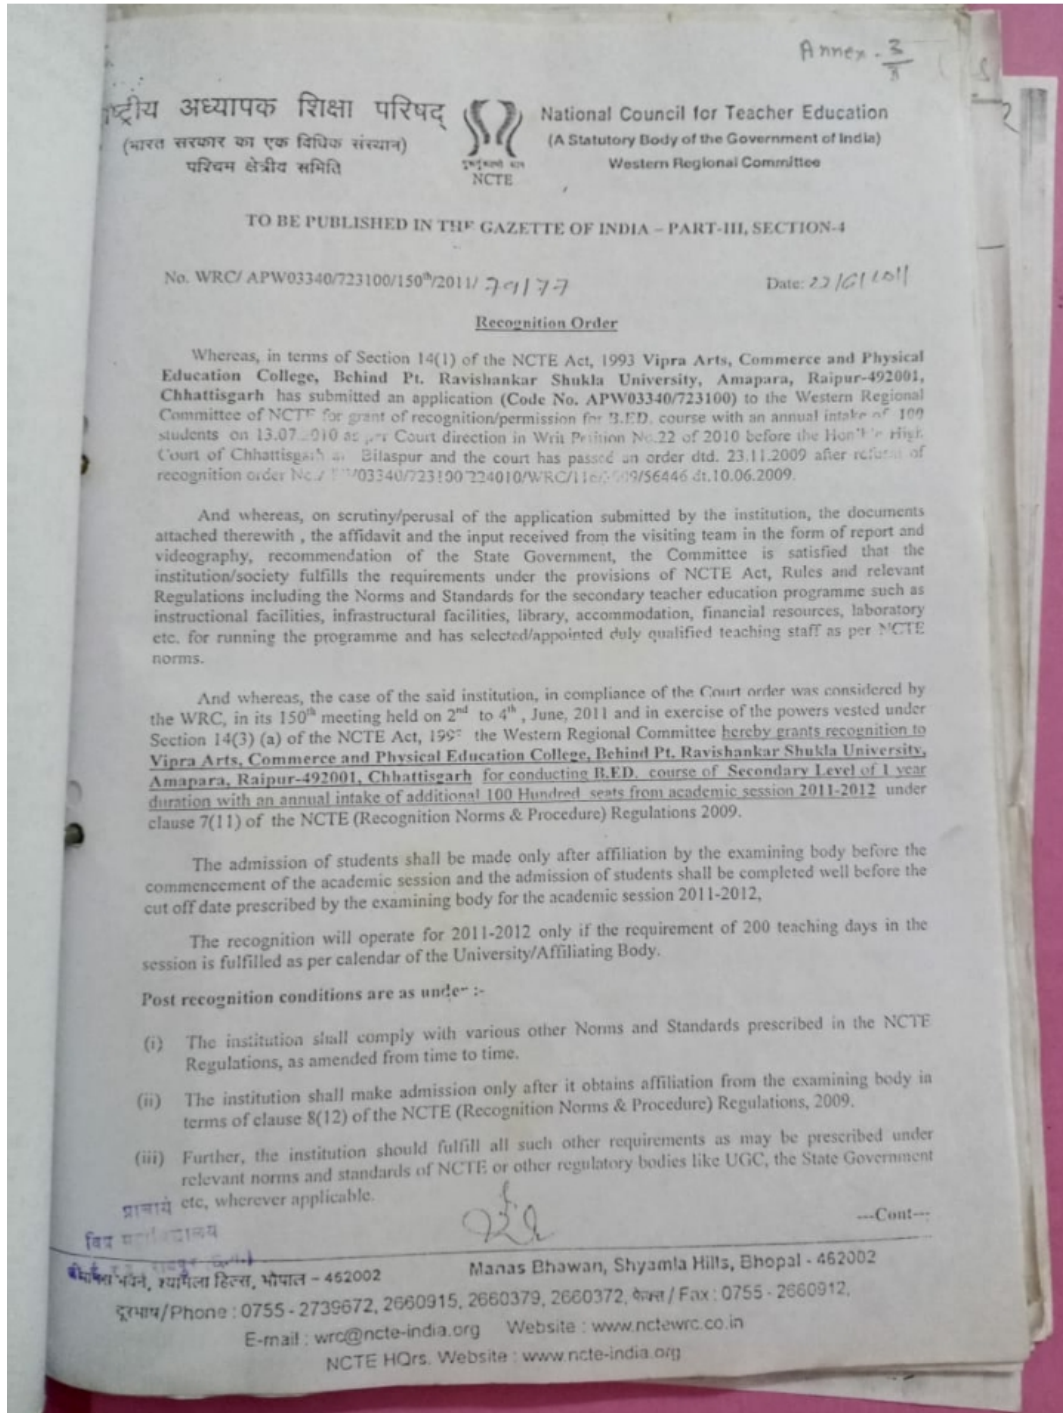 Annex. 3
राष्ट्रीय अध्यापक शिक्षा परिषद्
(भारत सरकार का एक विधिक संस्थान)
पश्चिम क्षेत्रीय समिति
NCTE
National Council for Teacher Education
(A Statutory Body of the Government of India)
Western Regional Committee
TO BE PUBLISHED IN THE GAZETTE OF INDIA – PART-III, SECTION-4
No. WRC/ APW03340/723100/150th/2011/
Date: 22/6/2011
Recognition Order
Whereas, in terms of Section 14(1) of the NCTE Act, 1993 Vipra Arts, Commerce and Physical
Education College, Behind Pt. Ravishankar Shukla University, Amapara, Raipur-492001,
Chhattisgarh has submitted an application (Code No. APW03340/723100) to the Western Regional
Committee of NCTE for grant of recognition/permission for B.ED. course with an annual intake of 100
students on 13.07.2010 as per Court direction in Writ Petition No.22 of 2010 before the Hon'ble High
Court of Chhattisgarh at Bilaspur and the court has passed an order dtd. 23.11.2009 after refusal of
recognition order No. 03340/723100 224010/WRC/ /56446 dt.10.06.2009.
And whereas, on scrutiny/perusal of the application submitted by the institution, the documents
attached therewith , the affidavit and the input received from the visiting team in the form of report and
videography, recommendation of the State Government, the Committee is satisfied that the
institution/society fulfills the requirements under the provisions of NCTE Act, Rules and relevant
Regulations including the Norms and Standards for the secondary teacher education programme such as
instructional facilities, infrastructural facilities, library, accommodation, financial resources, laboratory
etc. for running the programme and has selected/appointed duly qualified teaching staff as per NCTE
norms.
And whereas, the case of the said institution, in compliance of the Court order was considered by
the WRC, in its 150th meeting held on 2nd to 4th , June, 2011 and in exercise of the powers vested under
Section 14(3) (a) of the NCTE Act, 1993 the Western Regional Committee hereby grants recognition to
Vipra Arts, Commerce and Physical Education College, Behind Pt. Ravishankar Shukla University,
Amapara, Raipur-492001, Chhattisgarh for conducting B.ED. course of Secondary Level of 1 year
duration with an annual intake of additional 100 Hundred seats from academic session 2011-2012 under
clause 7(11) of the NCTE (Recognition Norms & Procedure) Regulations 2009.
The admission of students shall be made only after affiliation by the examining body before the
commencement of the academic session and the admission of students shall be completed well before the
cut off date prescribed by the examining body for the academic session 2011-2012,
The recognition will operate for 2011-2012 only if the requirement of 200 teaching days in the
session is fulfilled as per calendar of the University/Affiliating Body.
Post recognition conditions are as under :-
(i) The institution shall comply with various other Norms and Standards prescribed in the NCTE
Regulations, as amended from time to time.
(ii) The institution shall make admission only after it obtains affiliation from the examining body in
terms of clause 8(12) of the NCTE (Recognition Norms & Procedure) Regulations, 2009.
(iii) Further, the institution should fulfill all such other requirements as may be prescribed under
relevant norms and standards of NCTE or other regulatory bodies like UGC, the State Government
etc, wherever applicable.
---Cont---
प्राचार्य
विप्र महाविद्यालय
रायपुर
भवन, श्यामला हिल्स, भोपाल – 462002
Manas Bhawan, Shyamla Hills, Bhopal - 462002
दूरभाष/Phone : 0755 - 2739672, 2660915, 2660379, 2660372, फेक्स / Fax : 0755 - 2660912,
E-mail : wrc@ncte-india.org Website : www.nctewrc.co.in
NCTE HQrs. Website : www.ncte-india.org